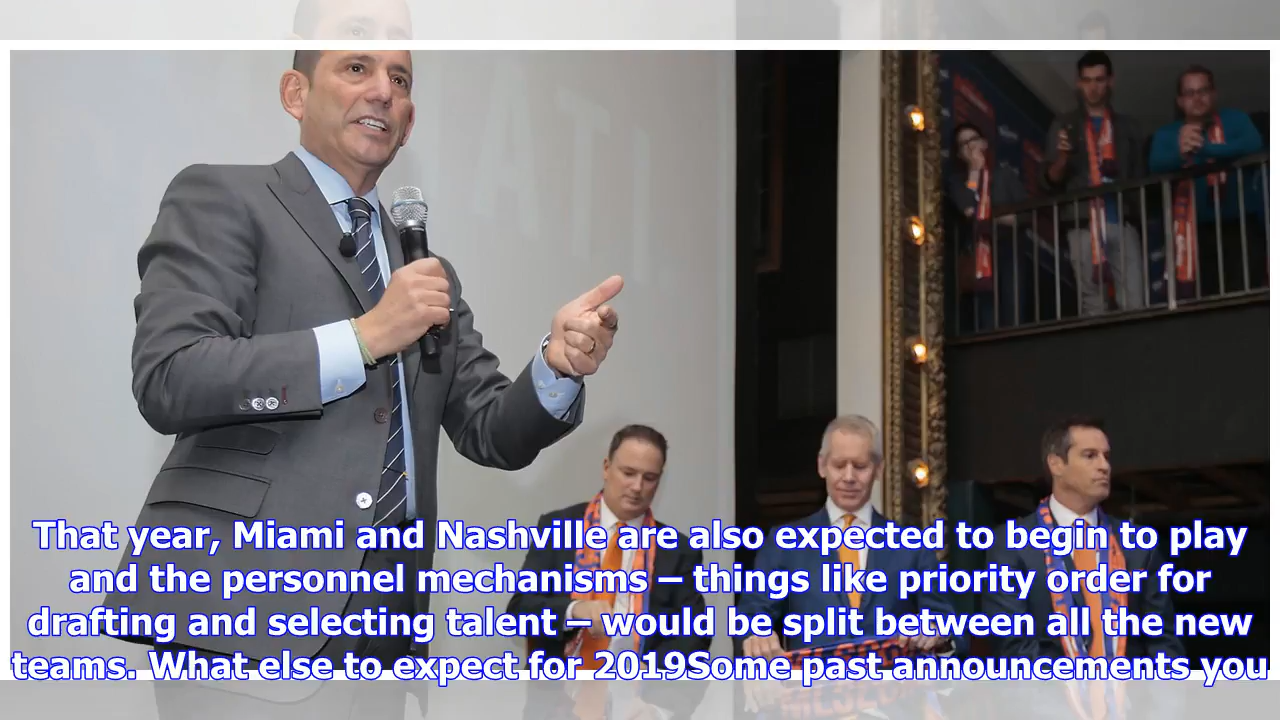 That year, Miami and Nashville are also expected to begin to play
and the personnel mechanisms – things like priority order for
drafting and selecting talent – would be split between all the new
teams. What else to expect for 2019Some past announcements you